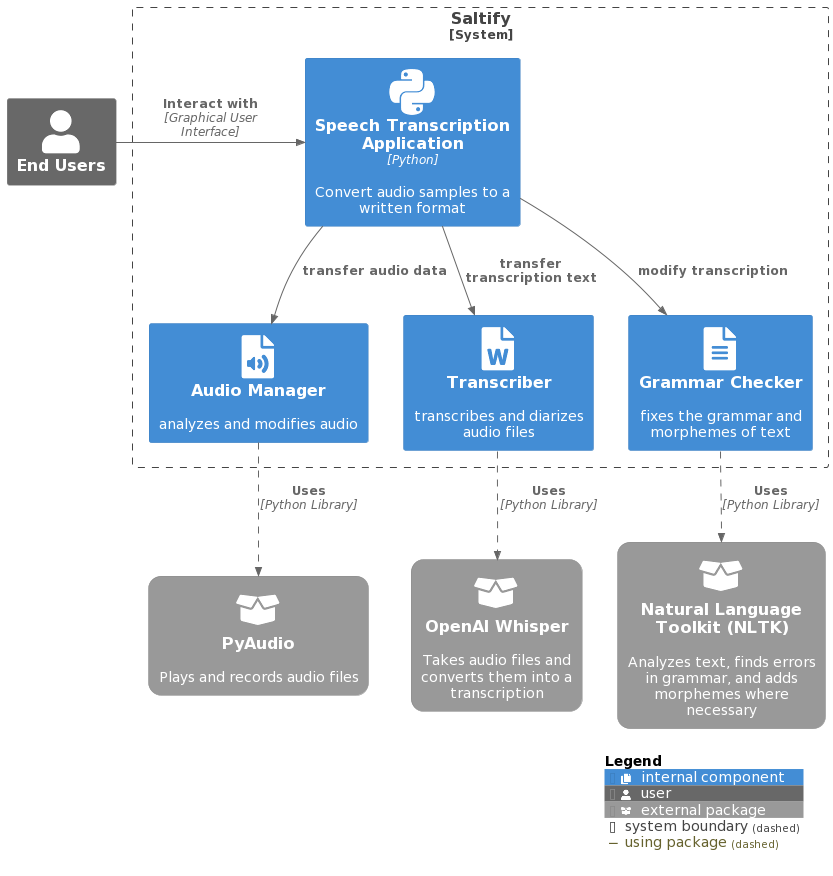 Saltify
[System]
End Users
Interact with
[Graphical User
Interface]
Speech Transcription
Application
[Python]
Convert audio samples to a
written format
transfer audio data
transfer
transcription text
modify transcription
Audio Manager
analyzes and modifies audio
Transcriber
transcribes and diarizes
audio files
Grammar Checker
fixes the grammar and
morphemes of text
Uses
[Python Library]
Uses
[Python Library]
Uses
[Python Library]
PyAudio
Plays and records audio files
OpenAI Whisper
Takes audio files and
converts them into a
transcription
Natural Language
Toolkit (NLTK)
Analyzes text, finds errors
in grammar, and adds
morphemes where
necessary
Legend
internal component
user
external package
system boundary (dashed)
using package (dashed)